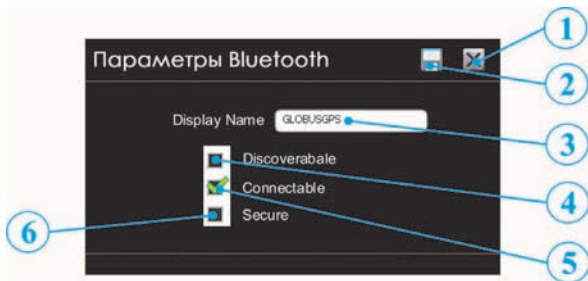 1
Параметры Bluetooth
2
Display Name GLOBUSGPS
3
Discoverabale
4
Connectable
6
Secure
5